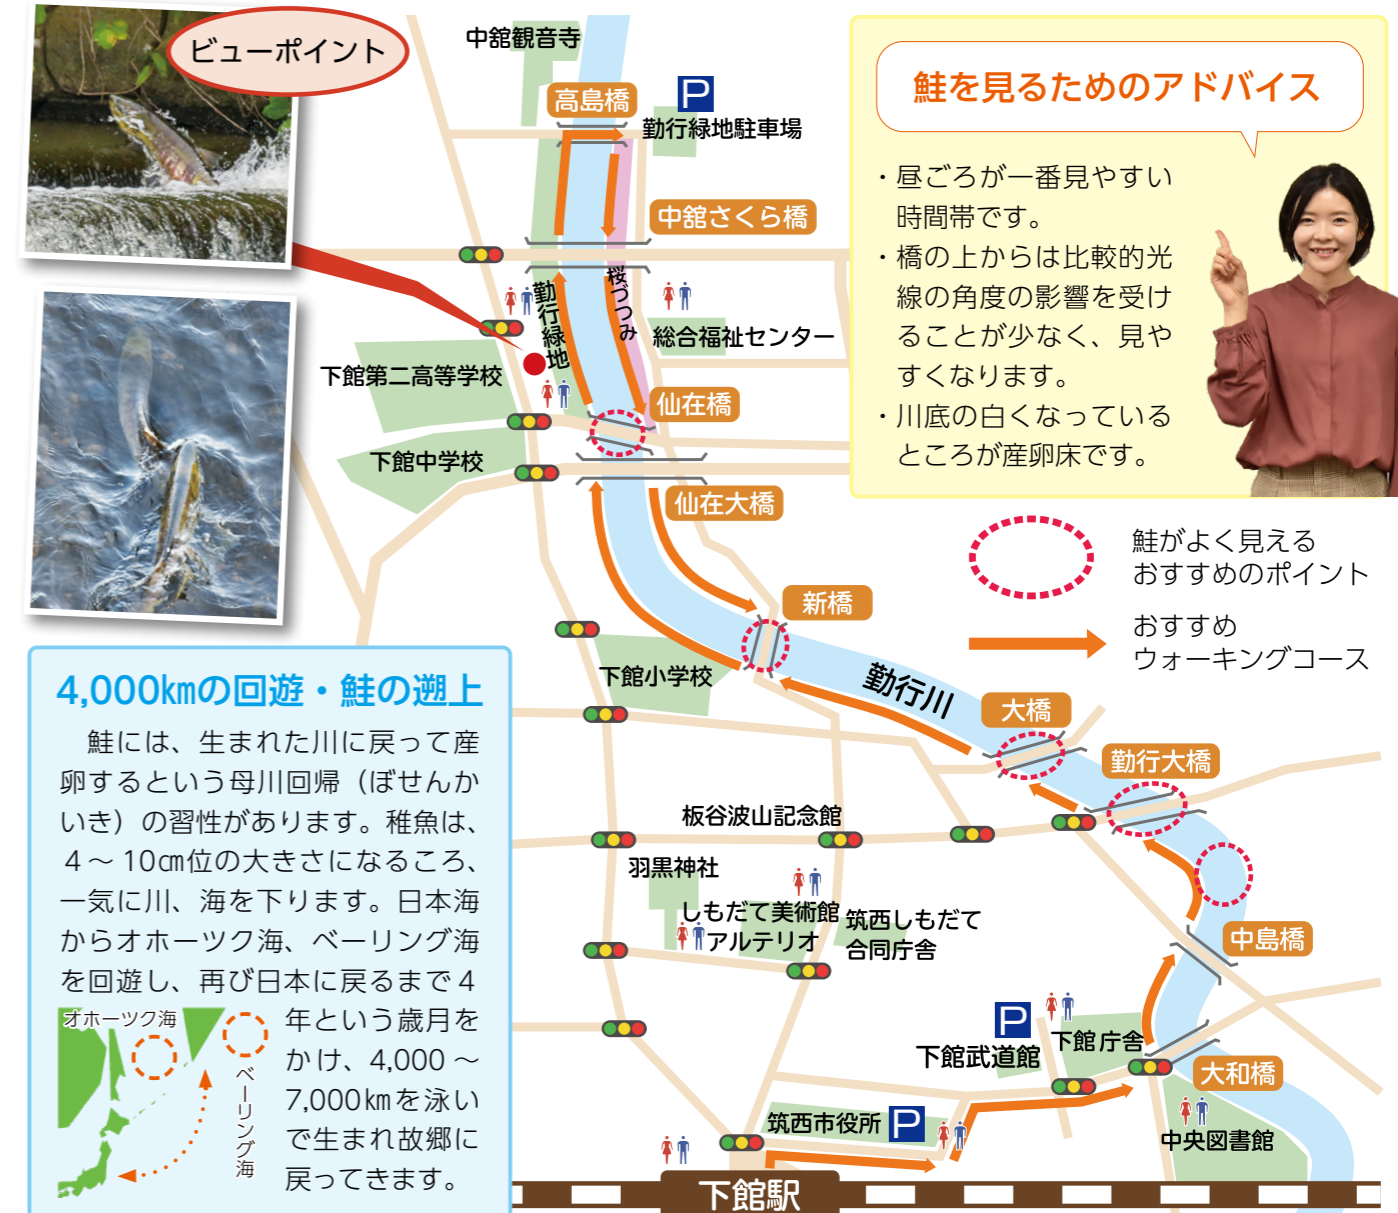 ビューポイント
中舘観音寺
高島橋
P
勤行緑地駐車場
中舘さくら橋
勤行緑地
桜づつみ
総合福祉センター
下館第二高等学校
仙在橋
下館中学校
仙在大橋
新橋
下館小学校
勤行川
大橋
勤行大橋
板谷波山記念館
羽黒神社
しもだて美術館
アルテリオ
筑西しもだて
合同庁舎
中島橋
P
下館武道館
下館庁舎
大和橋
筑西市役所
P
中央図書館
下館駅
鮭を見るためのアドバイス
・昼ごろが一番見やすい
時間帯です。
・橋の上からは比較的光
線の角度の影響を受け
ることが少なく、見や
すくなります。
・川底の白くなっている
ところが産卵床です。
鮭がよく見える
おすすめのポイント
おすすめ
ウォーキングコース
4,000㎞の回遊・鮭の遡上
鮭には、生まれた川に戻って産
卵するという母川回帰（ぼせんか
いき）の習性があります。稚魚は、
４～10㎝位の大きさになるころ、
一気に川、海を下ります。日本海
からオホーツク海、ベーリング海
を回遊し、再び日本に戻るまで４
年という歳月を
かけ、4,000～
7,000㎞を泳い
で生まれ故郷に
戻ってきます。
オホーツク海
ベーリング海